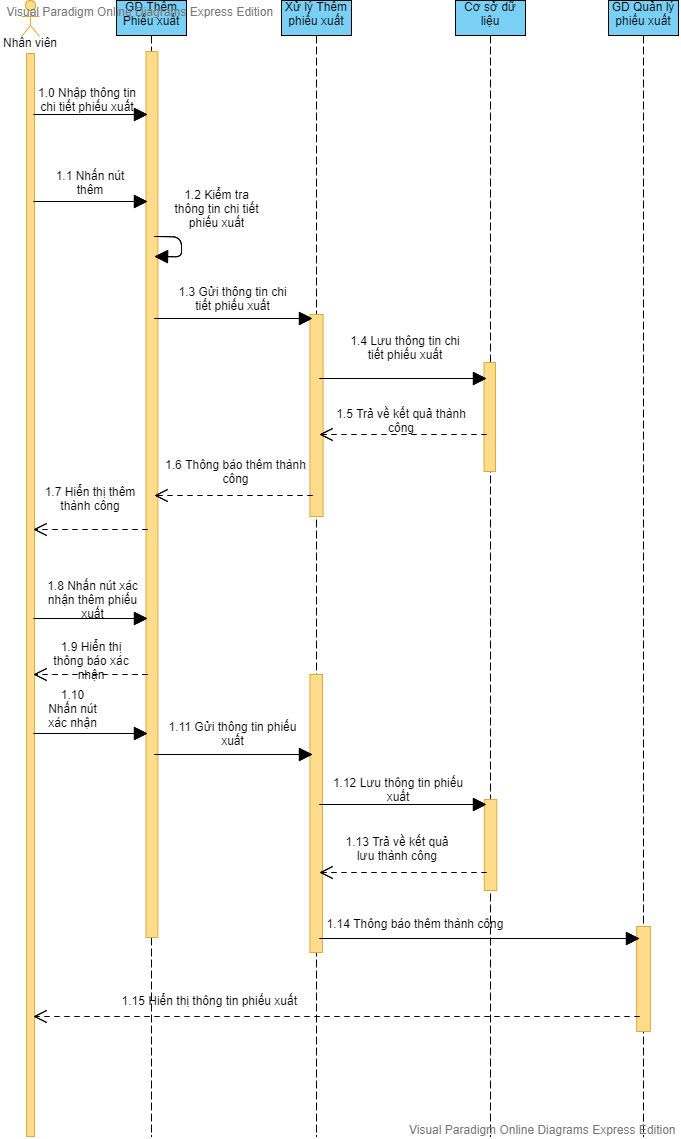 Visual Paradigm Online Diagrams Express Edition
Nhân viên
GD Thêm
Phiếu xuất
Xử lý Thêm
phiếu xuất
Cơ sở dữ
liệu
GD Quản lý
phiếu xuất
1.0 Nhập thông tin
chi tiết phiếu xuất
1.1 Nhấn nút
thêm
1.2 Kiểm tra
thông tin chi tiết
phiếu xuất
1.3 Gửi thông tin chi
tiết phiếu xuất
1.4 Lưu thông tin chi
tiết phiếu xuất
1.5 Trả về kết quả thành
công
1.6 Thông báo thêm thành
công
1.7 Hiển thị thêm
thành công
1.8 Nhấn nút xác
nhận thêm phiếu
xuất
1.9 Hiển thị
thông báo xác
nhận
1.10
Nhấn nút
xác nhận
1.11 Gửi thông tin phiếu
xuất
1.12 Lưu thông tin phiếu
xuất
1.13 Trả về kết quả
lưu thành công
1.14 Thông báo thêm thành công
1.15 Hiển thị thông tin phiếu xuất
Visual Paradigm Online Diagrams Express Edition